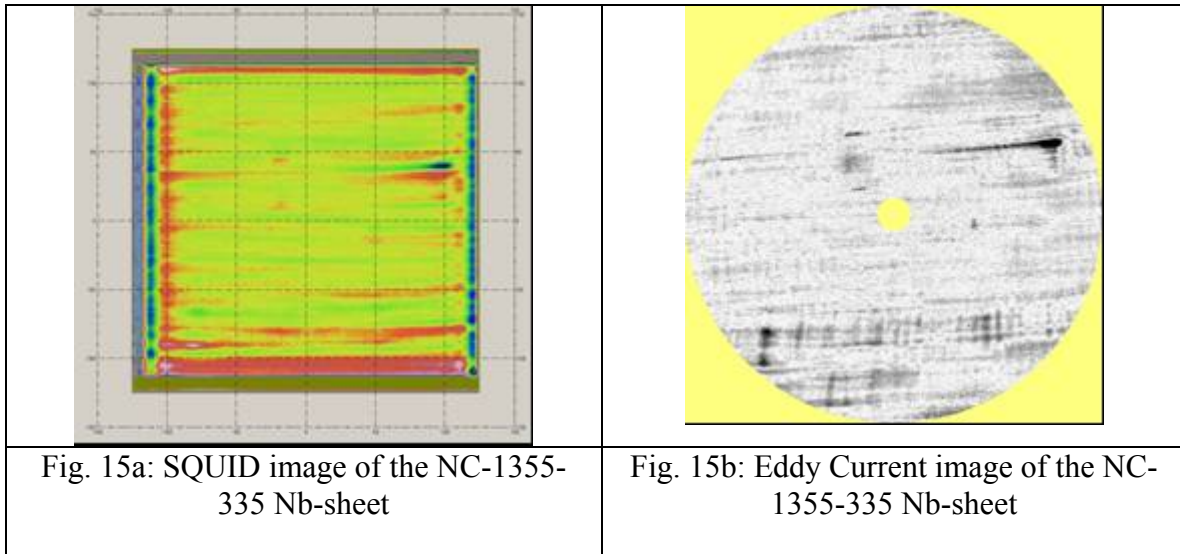 Fig. 15a: SQUID image of the NC-1355-
335 Nb-sheet
Fig. 15b: Eddy Current image of the NC-
1355-335 Nb-sheet